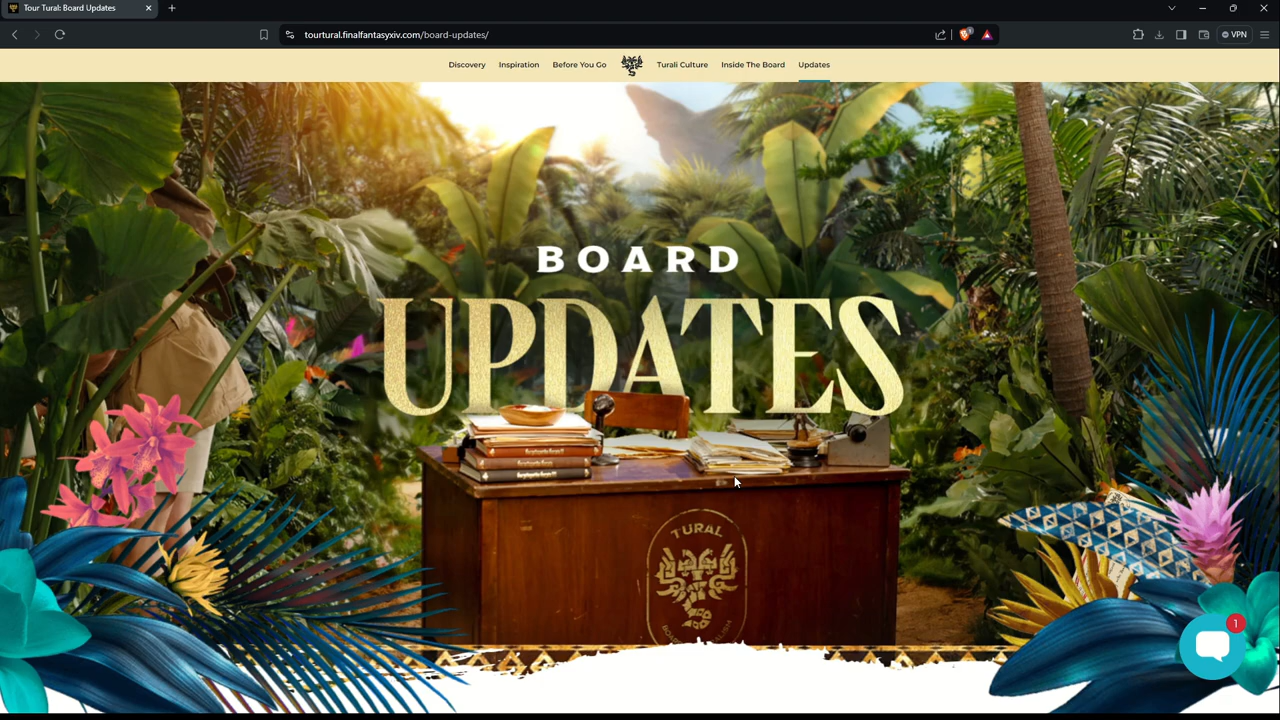 Tour Tural: Board Updates
tourtural.finalfantasyxiv.com/board-updates/
VPN
Discovery
Inspiration
Before You Go
Turali Culture
Inside The Board
Updates
BOARD
UPDATES
TURAL
1